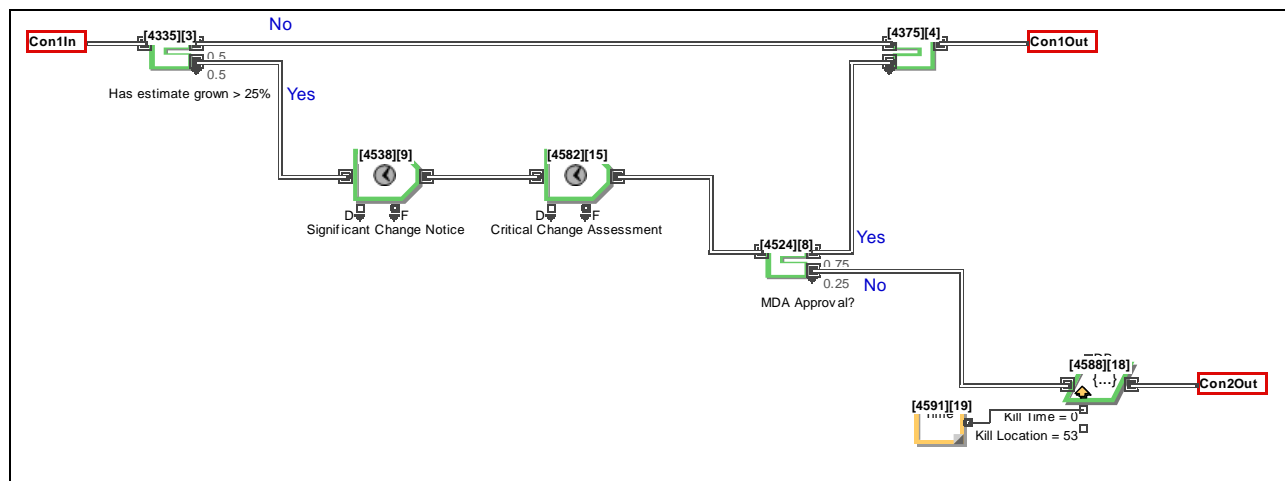 No
Con1In
[4335][3]
[4375][4]
Con1Out
0.5
0.5
Has estimate grown > 25%
Yes
[4538][9]
[4582][15]
D
F
D
F
Significant Change Notice
Critical Change Assessment
[4524][8]
Yes
0.75
0.25
No
MDA Approval?
[4588][18]
{...}
Con2Out
[4591][19]
Time
Kill Time = 0
Kill Location = 53